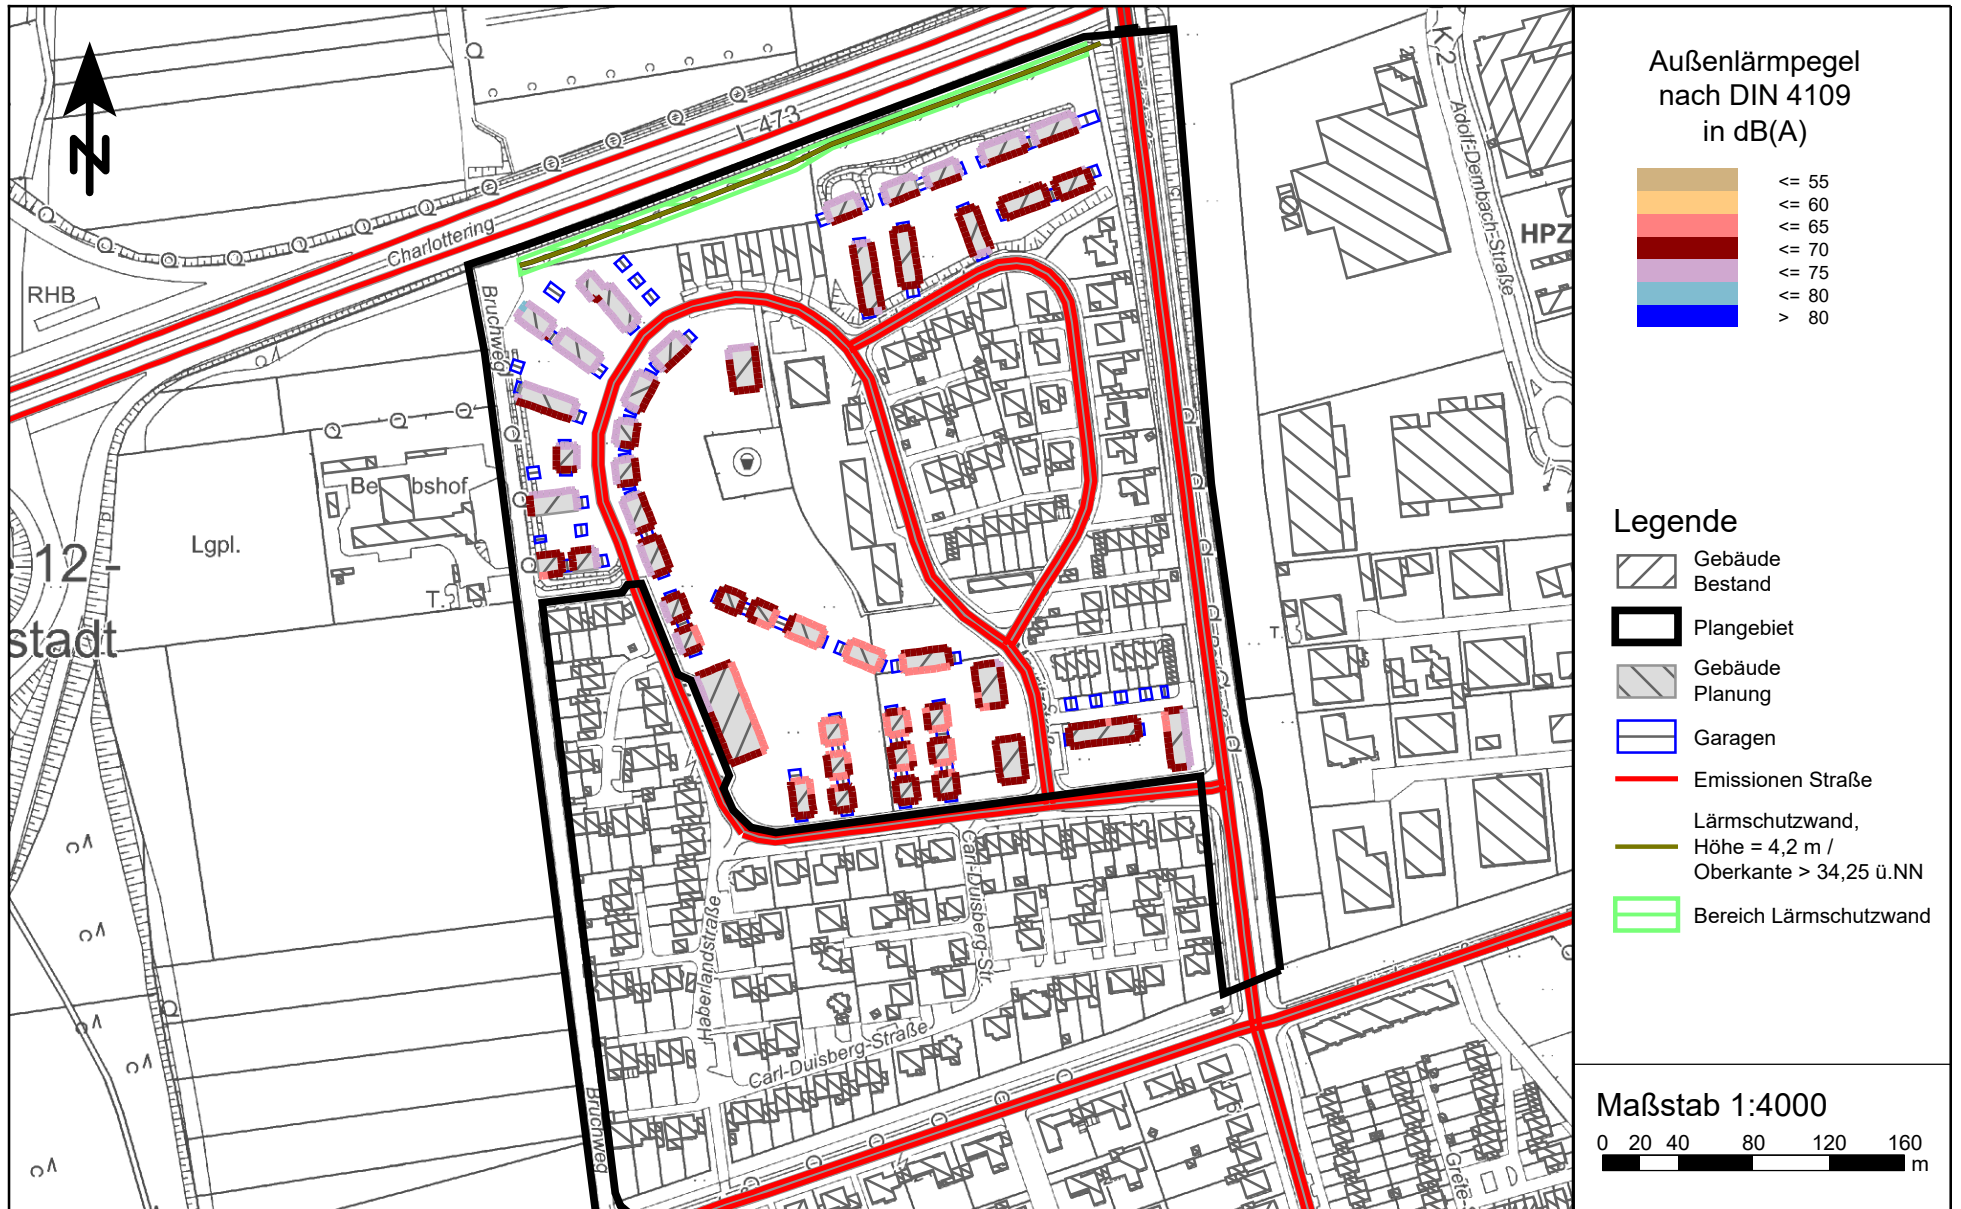 N
RHB
Charlottering
L 473
Bruchweg
K 2
2
Adolf-Dembach-Straße
HPZ
Lgpl.
12 -
stadt
T.
T.
Haberlandstraße
Carl-Duisberg-Str.
Carl-Duisberg-Straße
Bruchweg
Grete-
Außenlärmpegel
nach DIN 4109
in dB(A)
<= 55
<= 60
<= 65
<= 70
<= 75
<= 80
> 80
Legende
Gebäude
Bestand
Plangebiet
Gebäude
Planung
Garagen
Emissionen Straße
Lärmschutzwand,
Höhe = 4,2 m /
Oberkante > 34,25 ü.NN
Bereich Lärmschutzwand
Maßstab 1:4000
0 20 40 80 120 160
m